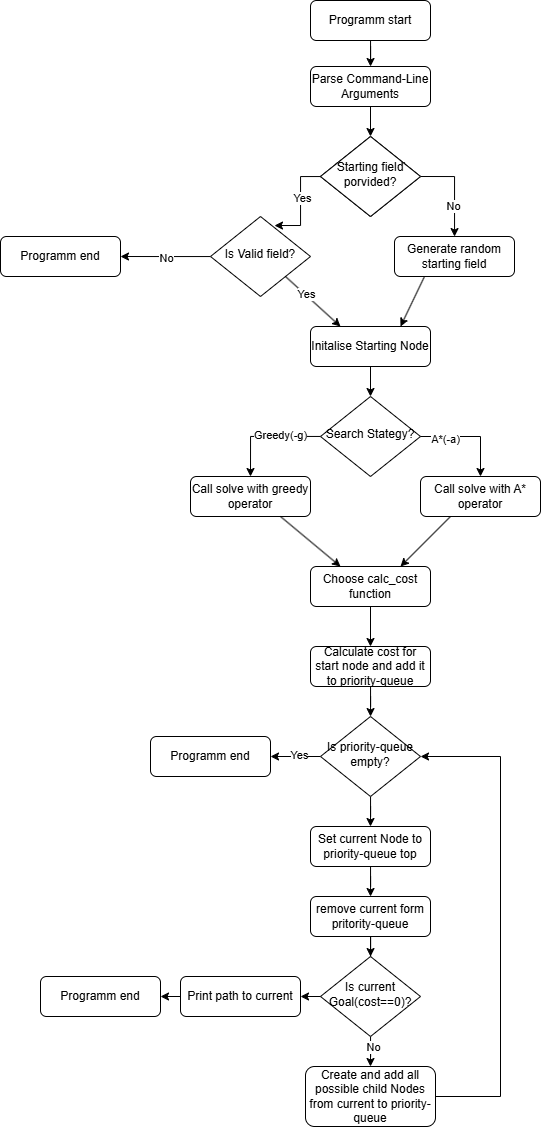 Programm start
Parse Command-Line
Arguments
Starting field
porvided?
Yes
No
Programm end
No
Is Valid field?
Generate random
starting field
Yes
Initalise Starting Node
Greedy(-g)
Search Stategy?
A*(-a)
Call solve with greedy
operator
Call solve with A*
operator
Choose calc_cost
function
Calculate cost for
start node and add it
to priority-queue
Programm end
Yes
Is priority-queue
empty?
Set current Node to
priority-queue top
remove current form
pritority-queue
Programm end
Print path to current
Is current
Goal(cost==0)?
No
Create and add all
possible child Nodes
from current to priority-
queue